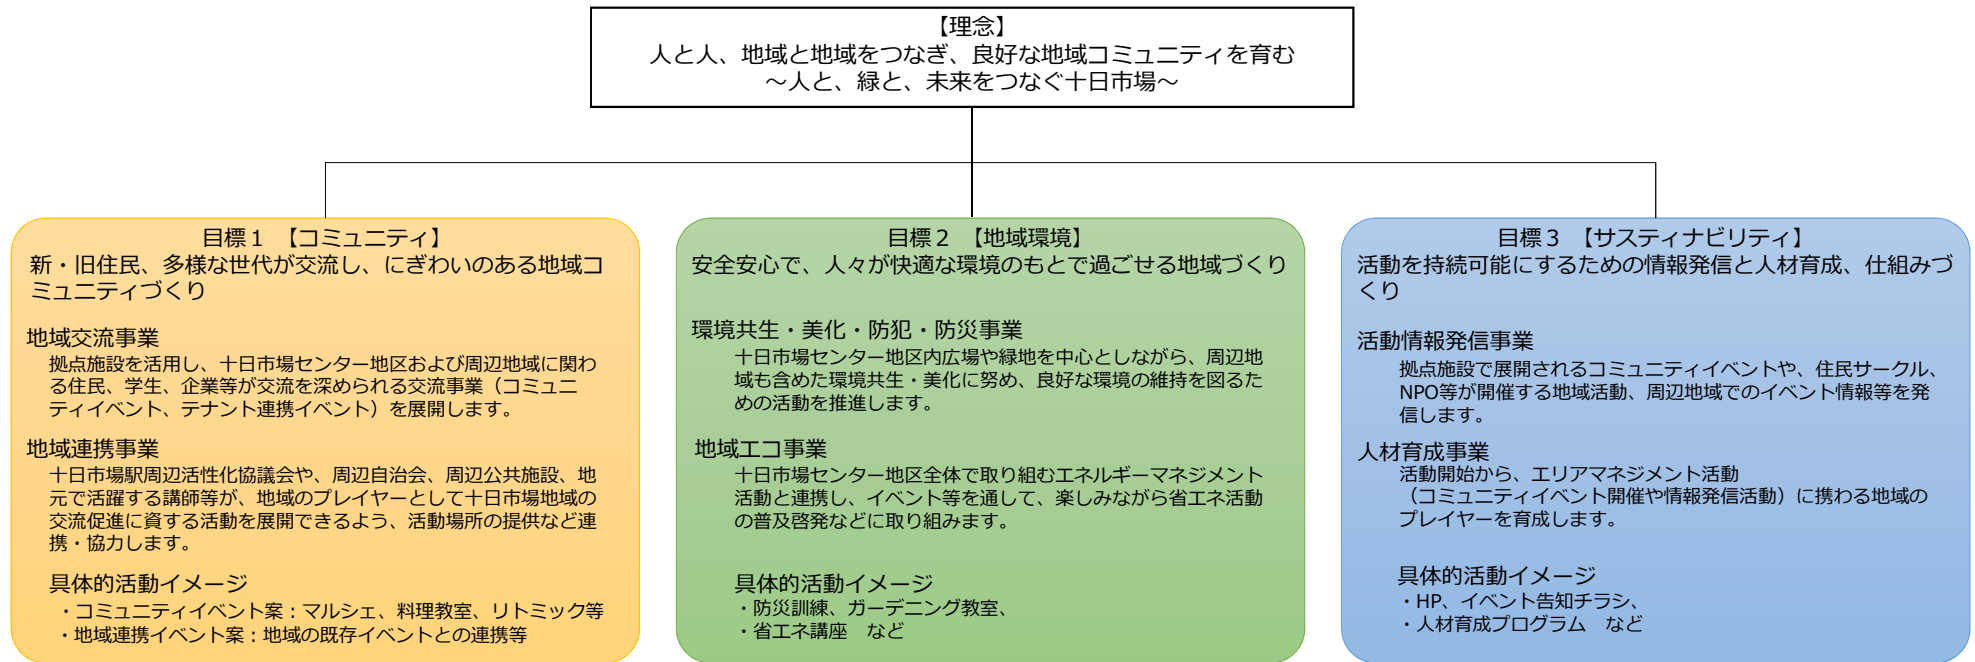 【理念】
人と人、地域と地域をつなぎ、良好な地域コミュニティを育む
～人と、緑と、未来をつなぐ十日市場～
目標１ 【コミュニティ】
新・旧住民、多様な世代が交流し、にぎわいのある地域コ
ミュニティづくり
地域交流事業
拠点施設を活用し、十日市場センター地区および周辺地域に関わ
る住民、学生、企業等が交流を深められる交流事業（コミュニ
ティイベント、テナント連携イベント）を展開します。
地域連携事業
十日市場駅周辺活性化協議会や、周辺自治会、周辺公共施設、地
元で活躍する講師等が、地域のプレイヤーとして十日市場地域の
交流促進に資する活動を展開できるよう、活動場所の提供など連
携・協力します。
具体的活動イメージ
・コミュニティイベント案：マルシェ、料理教室、リトミック等
・地域連携イベント案：地域の既存イベントとの連携等
目標２ 【地域環境】
安全安心で、人々が快適な環境のもとで過ごせる地域づくり
環境共生・美化・防犯・防災事業
十日市場センター地区内広場や緑地を中心としながら、周辺地
域も含めた環境共生・美化に努め、良好な環境の維持を図るた
めの活動を推進します。
地域エコ事業
十日市場センター地区全体で取り組むエネルギーマネジメント
活動と連携し、イベント等を通して、楽しみながら省エネ活動
の普及啓発などに取り組みます。
具体的活動イメージ
・防災訓練、ガーデニング教室、
・省エネ講座　など
目標３ 【サスティナビリティ】
活動を持続可能にするための情報発信と人材育成、仕組みづ
くり
活動情報発信事業
拠点施設で展開されるコミュニティイベントや、住民サークル、
NPO等が開催する地域活動、周辺地域でのイベント情報等を発
信します。
人材育成事業
活動開始から、エリアマネジメント活動
（コミュニティイベント開催や情報発信活動）に携わる地域の
プレイヤーを育成します。
具体的活動イメージ
・HP、イベント告知チラシ、
・人材育成プログラム　など